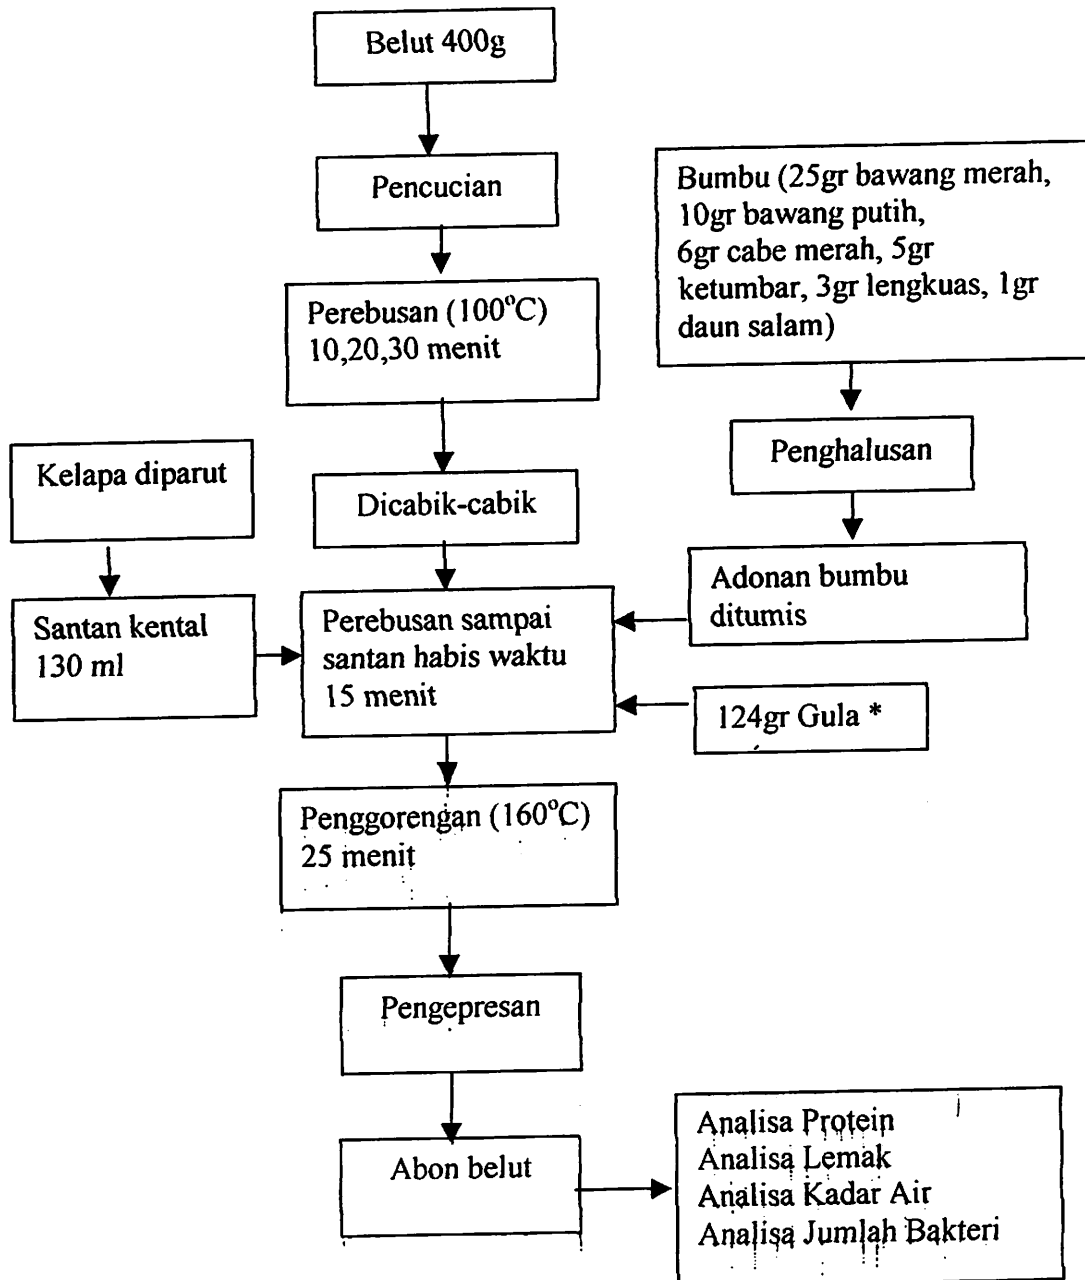 Belut 400g
Pencucian
Bumbu (25gr bawang merah,
10gr bawang putih,
6gr cabe merah, 5gr
ketumbar, 3gr lengkuas, 1gr
daun salam)
Perebusan (100°C)
10,20,30 menit
Penghalusan
Kelapa diparut
Dicabik-cabik
Adonan bumbu
ditumis
Santan kental
130 ml
Perebusan sampai
santan habis waktu
15 menit
124gr Gula *
Penggorengan (160°C)
25 menit
Pengepresan
Abon belut
Analisa Protein
Analisa Lemak
Analisa Kadar Air
Analisa Jumlah Bakteri